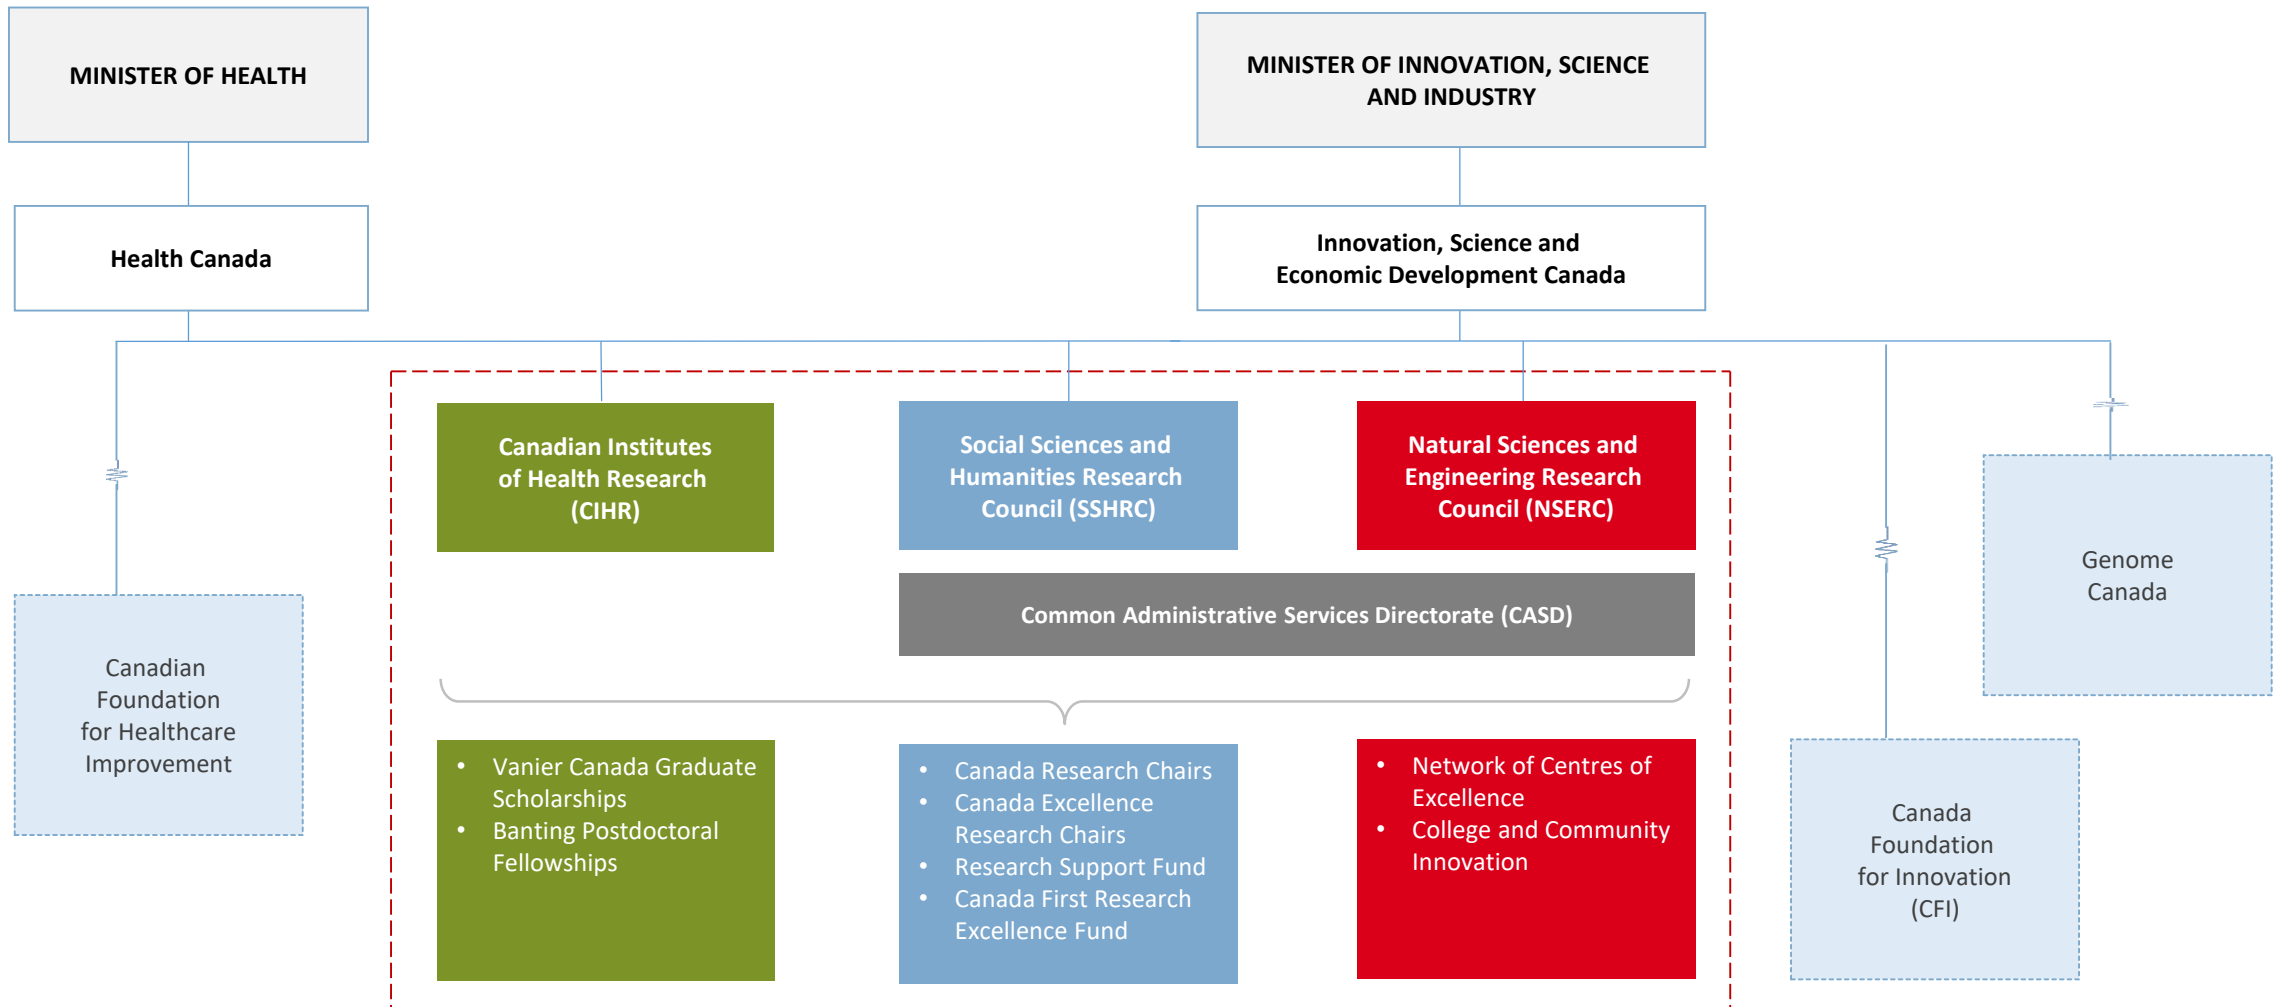 MINISTER OF HEALTH
MINISTER OF INNOVATION, SCIENCE
AND INDUSTRY
Health Canada
Innovation, Science and
Economic Development Canada
Canadian Institutes
of Health Research
(CIHR)
Social Sciences and
Humanities Research
Council (SSHRC)
Natural Sciences and
Engineering Research
Council (NSERC)
Common Administrative Services Directorate (CASD)
Genome
Canada
Canadian
Foundation
for Healthcare
Improvement
• Vanier Canada Graduate
Scholarships
• Banting Postdoctoral
Fellowships
• Canada Research Chairs
• Canada Excellence
Research Chairs
• Research Support Fund
• Canada First Research
Excellence Fund
• Network of Centres of
Excellence
• College and Community
Innovation
Canada
Foundation
for Innovation
(CFI)